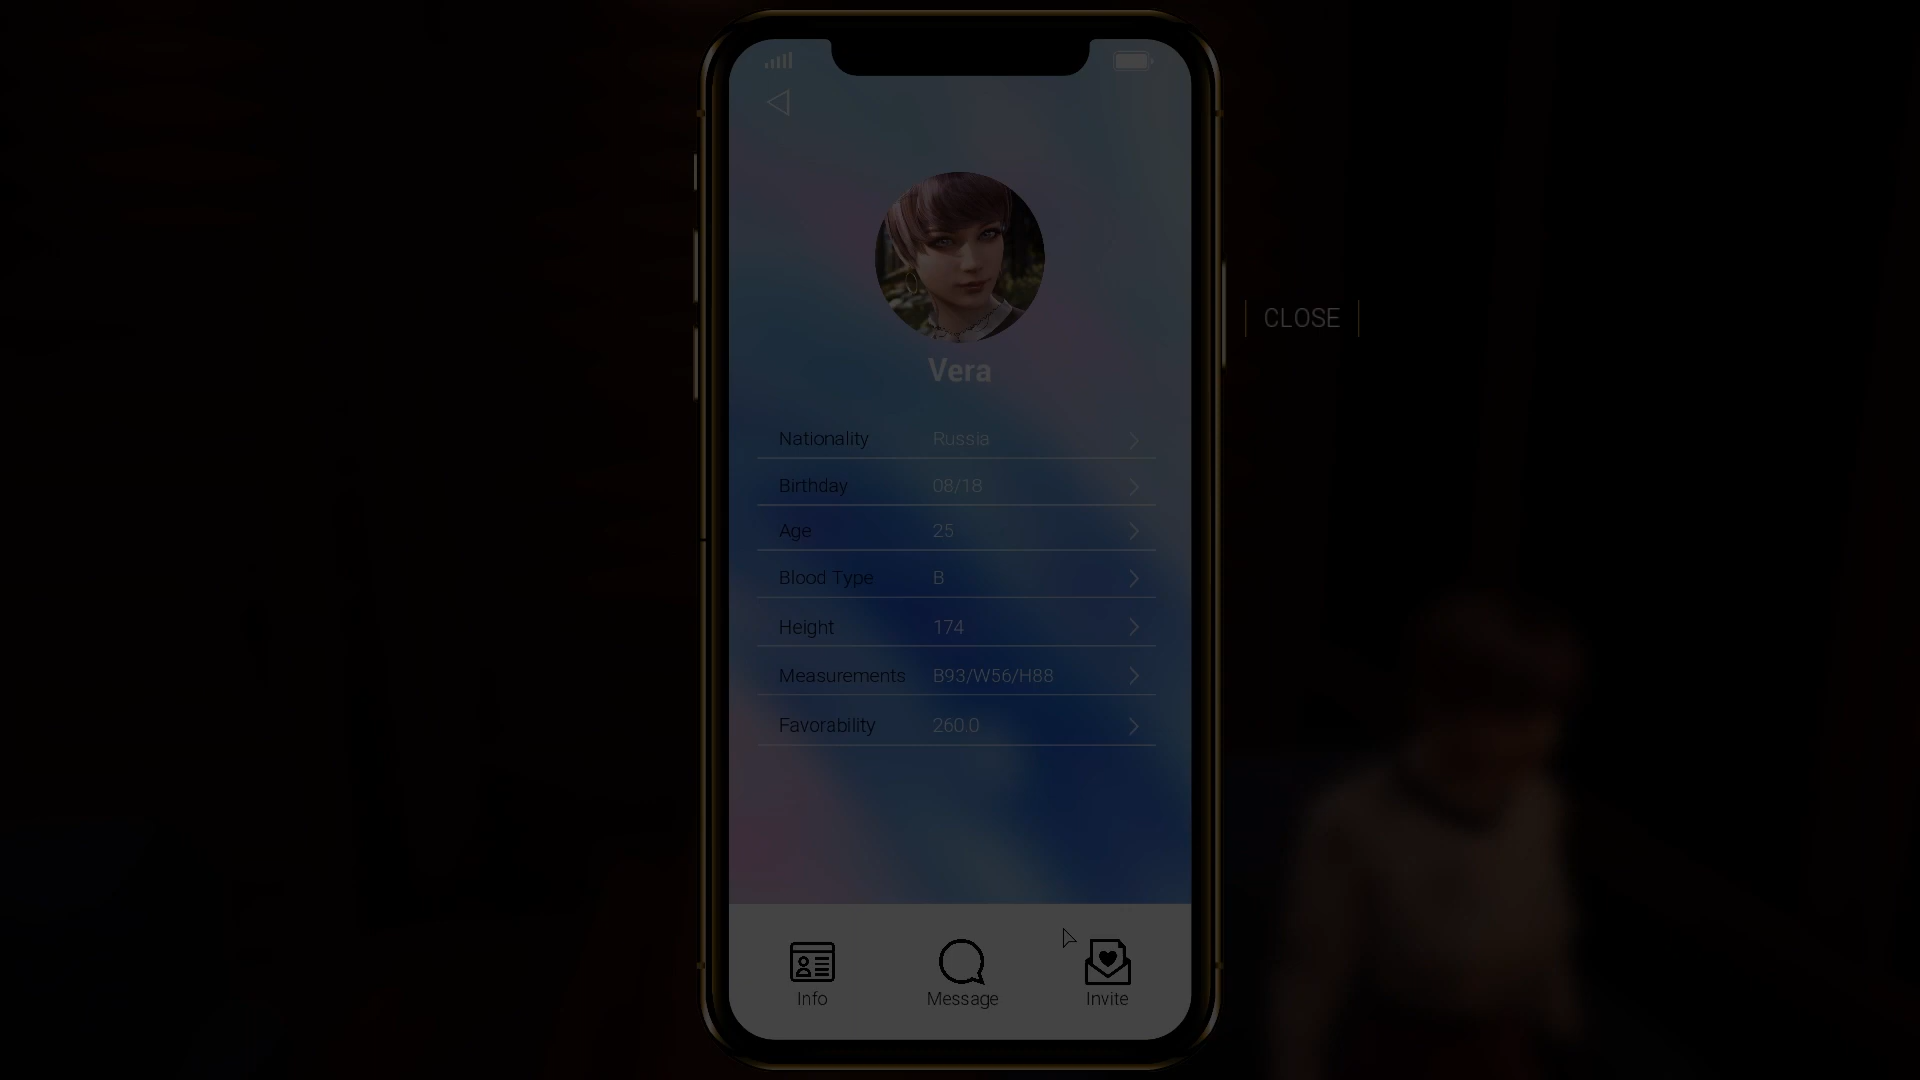 CLOSE
Vera
Nationality Russia
Birthday 08/18
Age 25
Blood Type B
Height 174
Measurements B93/W56/H88
Favorability 260.0
Info Message Invite